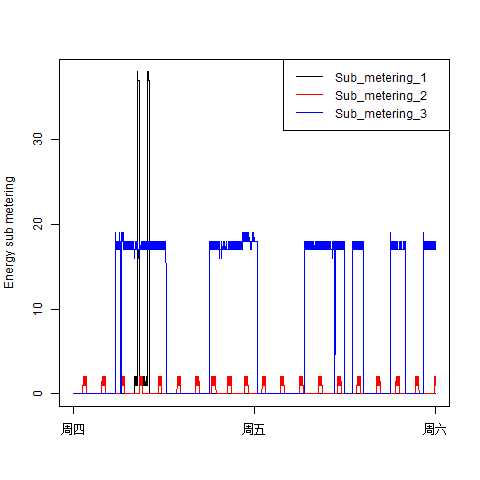 Sub_metering_1
Sub_metering_2
Sub_metering_3
Energy sub metering
30
20
10
0
周四 周五 周六